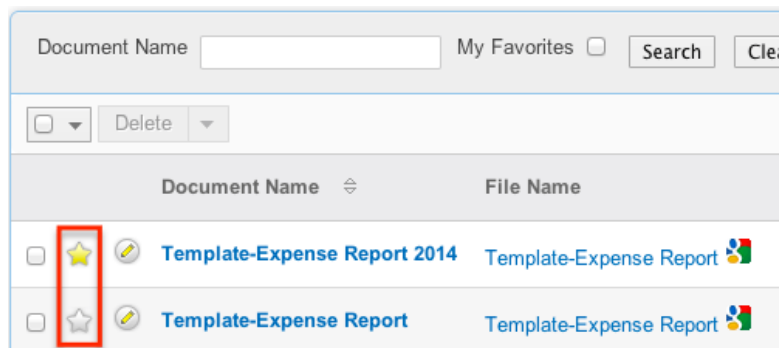 Document Name My Favorites Search
Delete
Document Name File Name
Template-Expense Report 2014 Template-Expense Report
Template-Expense Report Template-Expense Report